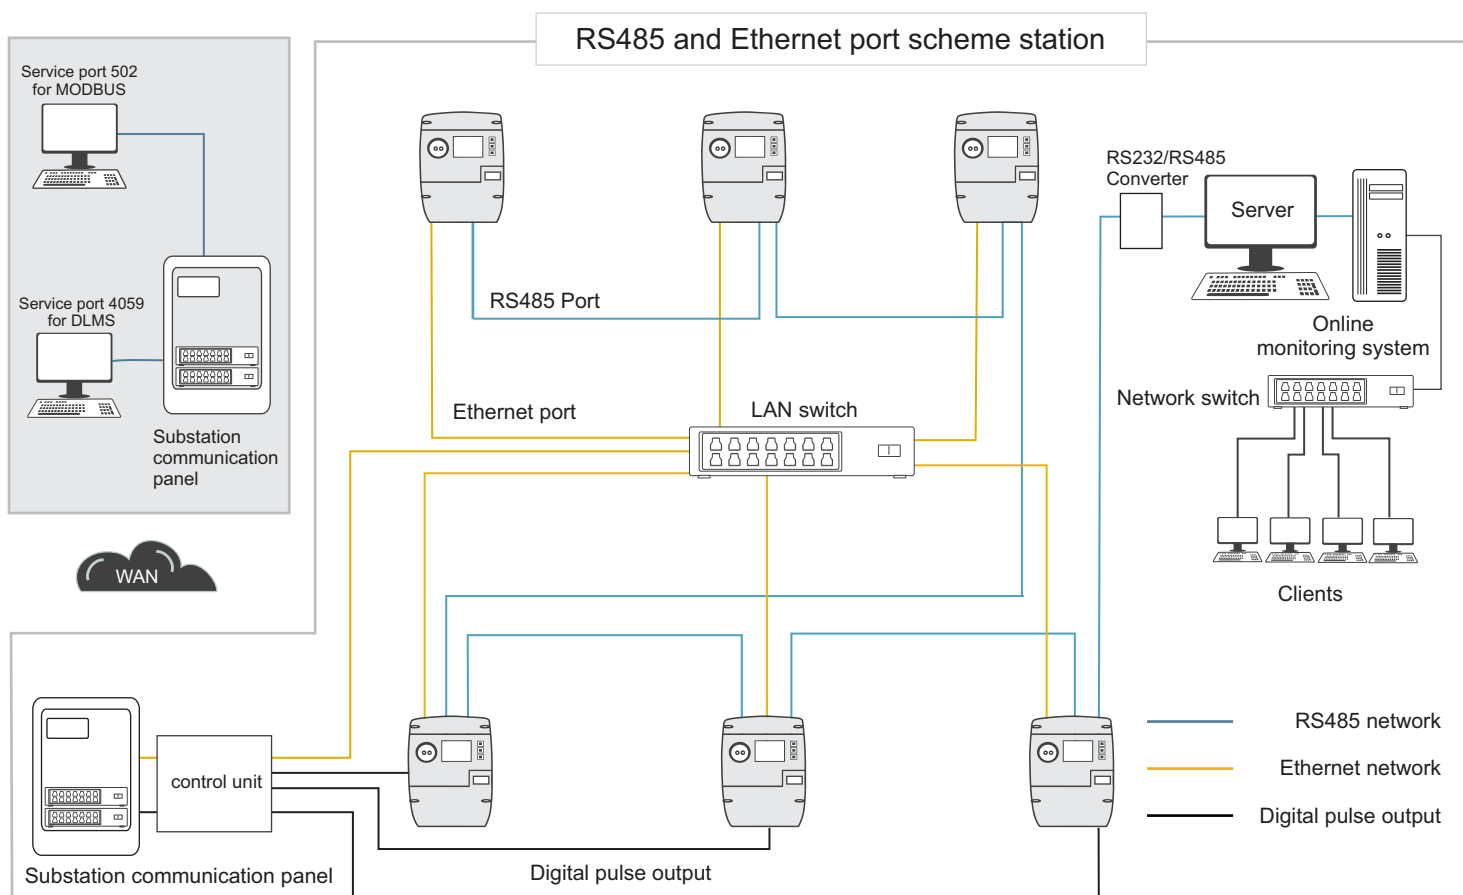 RS485 and Ethernet port scheme station
Service port 502
for MODBUS
Service port 4059
for DLMS
Substation
communication
panel
WAN
RS485 Port
Ethernet port
LAN switch
RS232/RS485
Converter
Server
Online
monitoring system
Network switch
Clients
control unit
Substation communication panel
Digital pulse output
RS485 network
Ethernet network
Digital pulse output